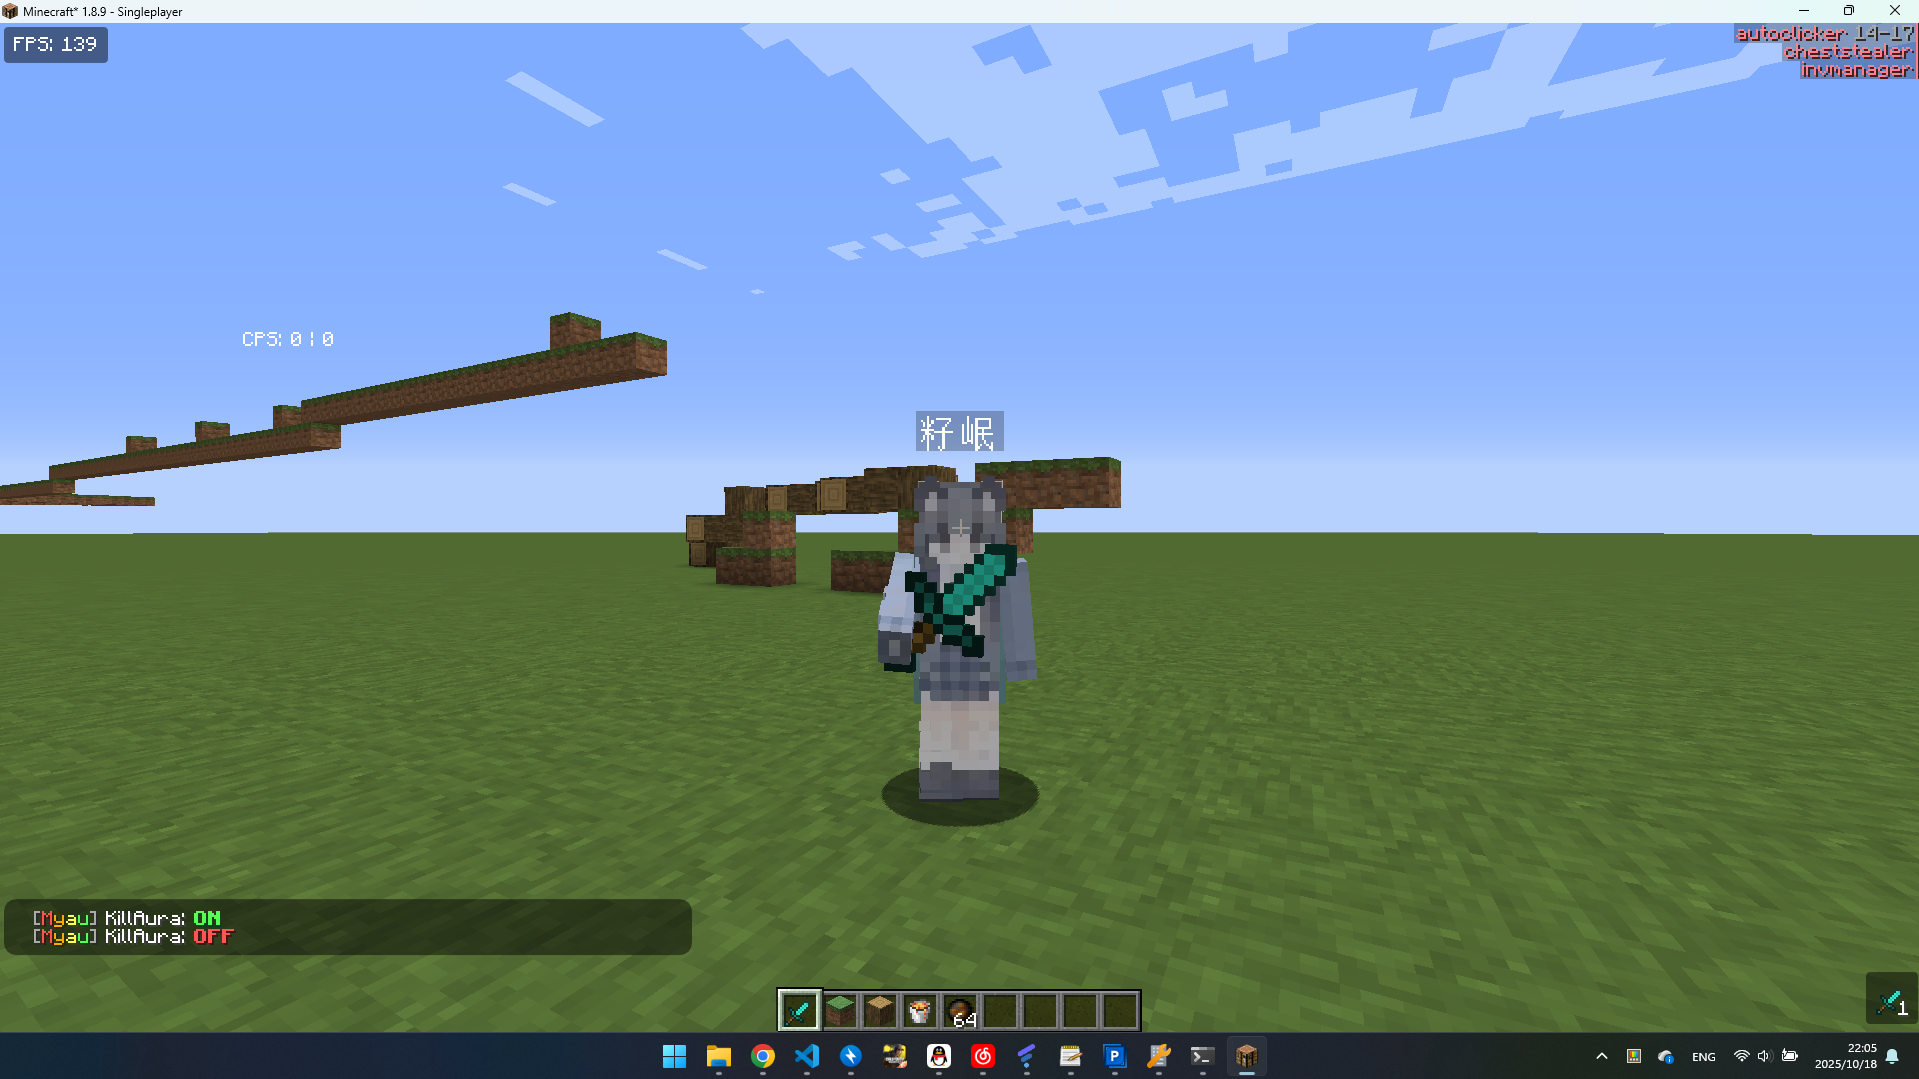 Minecraft* 1.8.9 - Singleplayer
FPS: 139
autoclicker 14-17
cheststealer
invmanager
CPS: 0 | 0
籽岷
[Myau] KillAura: ON
[Myau] KillAura: OFF
64
1
ENG
22:05
2025/10/18